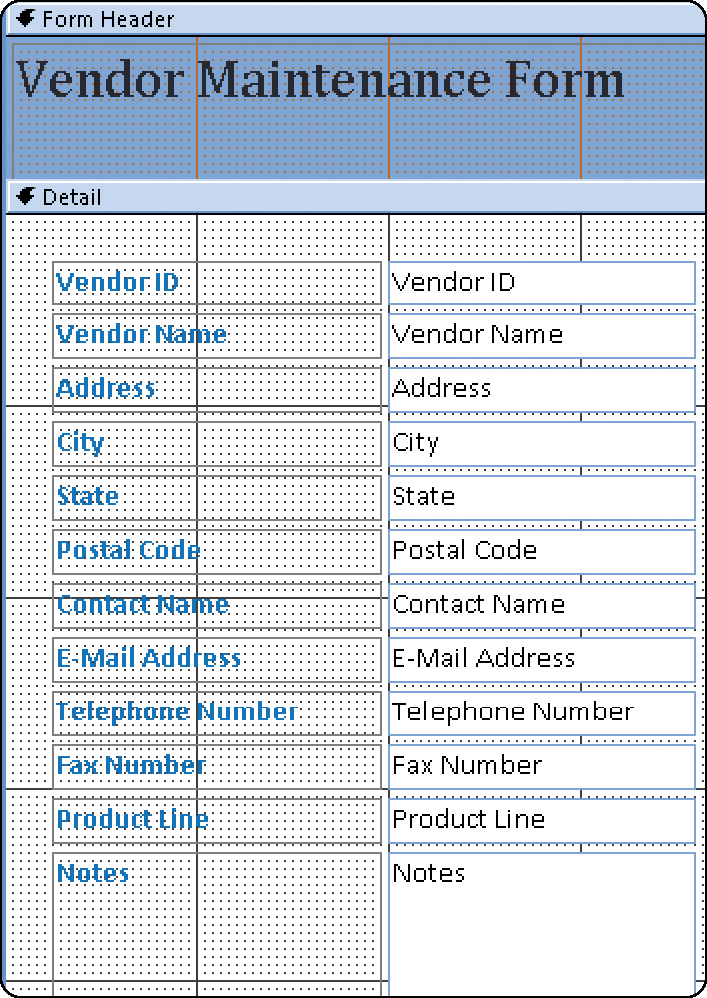 Form Header
Vendor Maintenance Form
Detail
Vendor ID Vendor ID
Vendor Name Vendor Name
Address Address
City City
State State
Postal Code Postal Code
Contact Name Contact Name
E-Mail Address E-Mail Address
Telephone Number Telephone Number
Fax Number Fax Number
Product Line Product Line
Notes Notes